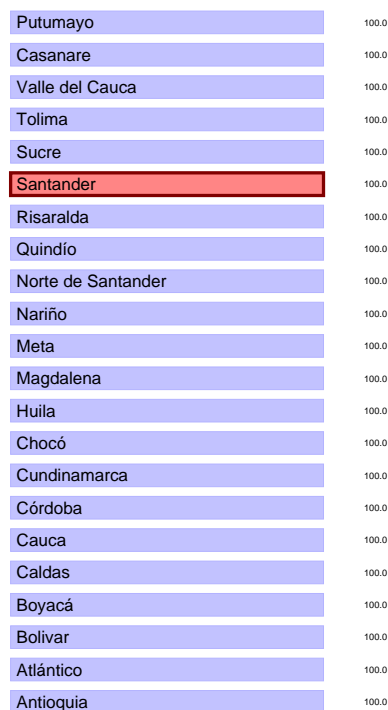 Putumayo 100.0
Casanare 100.0
Valle del Cauca 100.0
Tolima 100.0
Sucre 100.0
Santander 100.0
Risaralda 100.0
Quindío 100.0
Norte de Santander 100.0
Nariño 100.0
Meta 100.0
Magdalena 100.0
Huila 100.0
Chocó 100.0
Cundinamarca 100.0
Córdoba 100.0
Cauca 100.0
Caldas 100.0
Boyacá 100.0
Bolivar 100.0
Atlántico 100.0
Antioquia 100.0